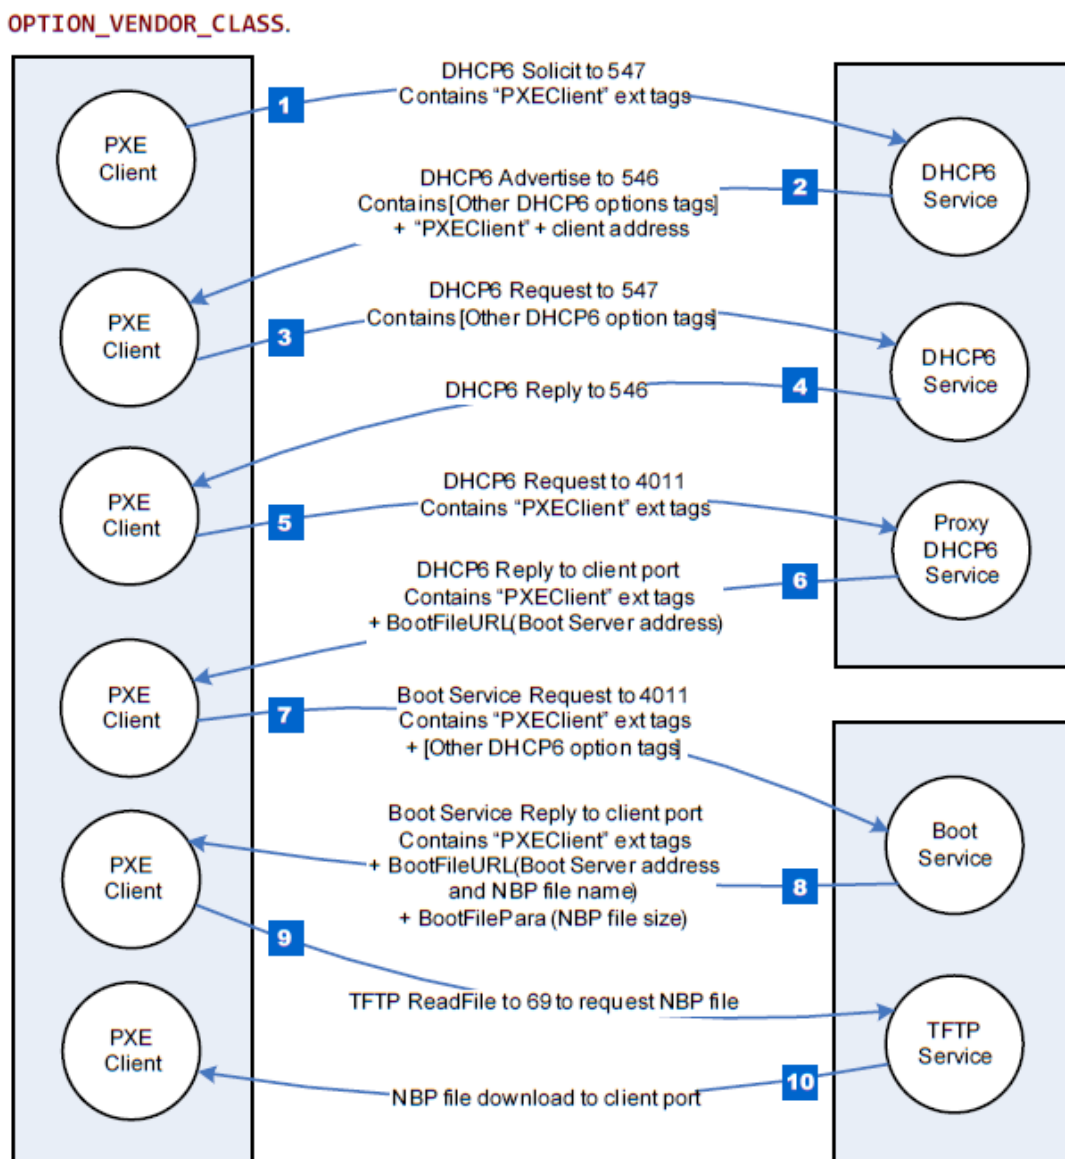 OPTION_VENDOR_CLASS.
DHCP6 Solicit to 547
Contains “PXEClient” ext tags
1
PXE
Client
DHCP6
Service
DHCP6 Advertise to 546
Contains[Other DHCP6 options tags]
+ “PXEClient” + client address
2
PXE
Client
DHCP6 Request to 547
Contains[Other DHCP6 option tags]
3
DHCP6
Service
DHCP6 Reply to 546
4
PXE
Client
DHCP6 Request to 4011
Contains “PXEClient” ext tags
5
Proxy
DHCP6
Service
DHCP6 Reply to client port
Contains “PXEClient” ext tags
+ BootFileURL(Boot Server address)
6
PXE
Client
Boot Service Request to 4011
Contains “PXEClient” ext tags
+ [Other DHCP6 option tags]
7
Boot
Service
Boot Service Reply to client port
Contains “PXEClient” ext tags
+ BootFileURL(Boot Server address
and NBP file name)
+ BootFilePara (NBP file size)
8
PXE
Client
9
TFTP ReadFile to 69 to request NBP file
TFTP
Service
PXE
Client
10
NBP file download to client port